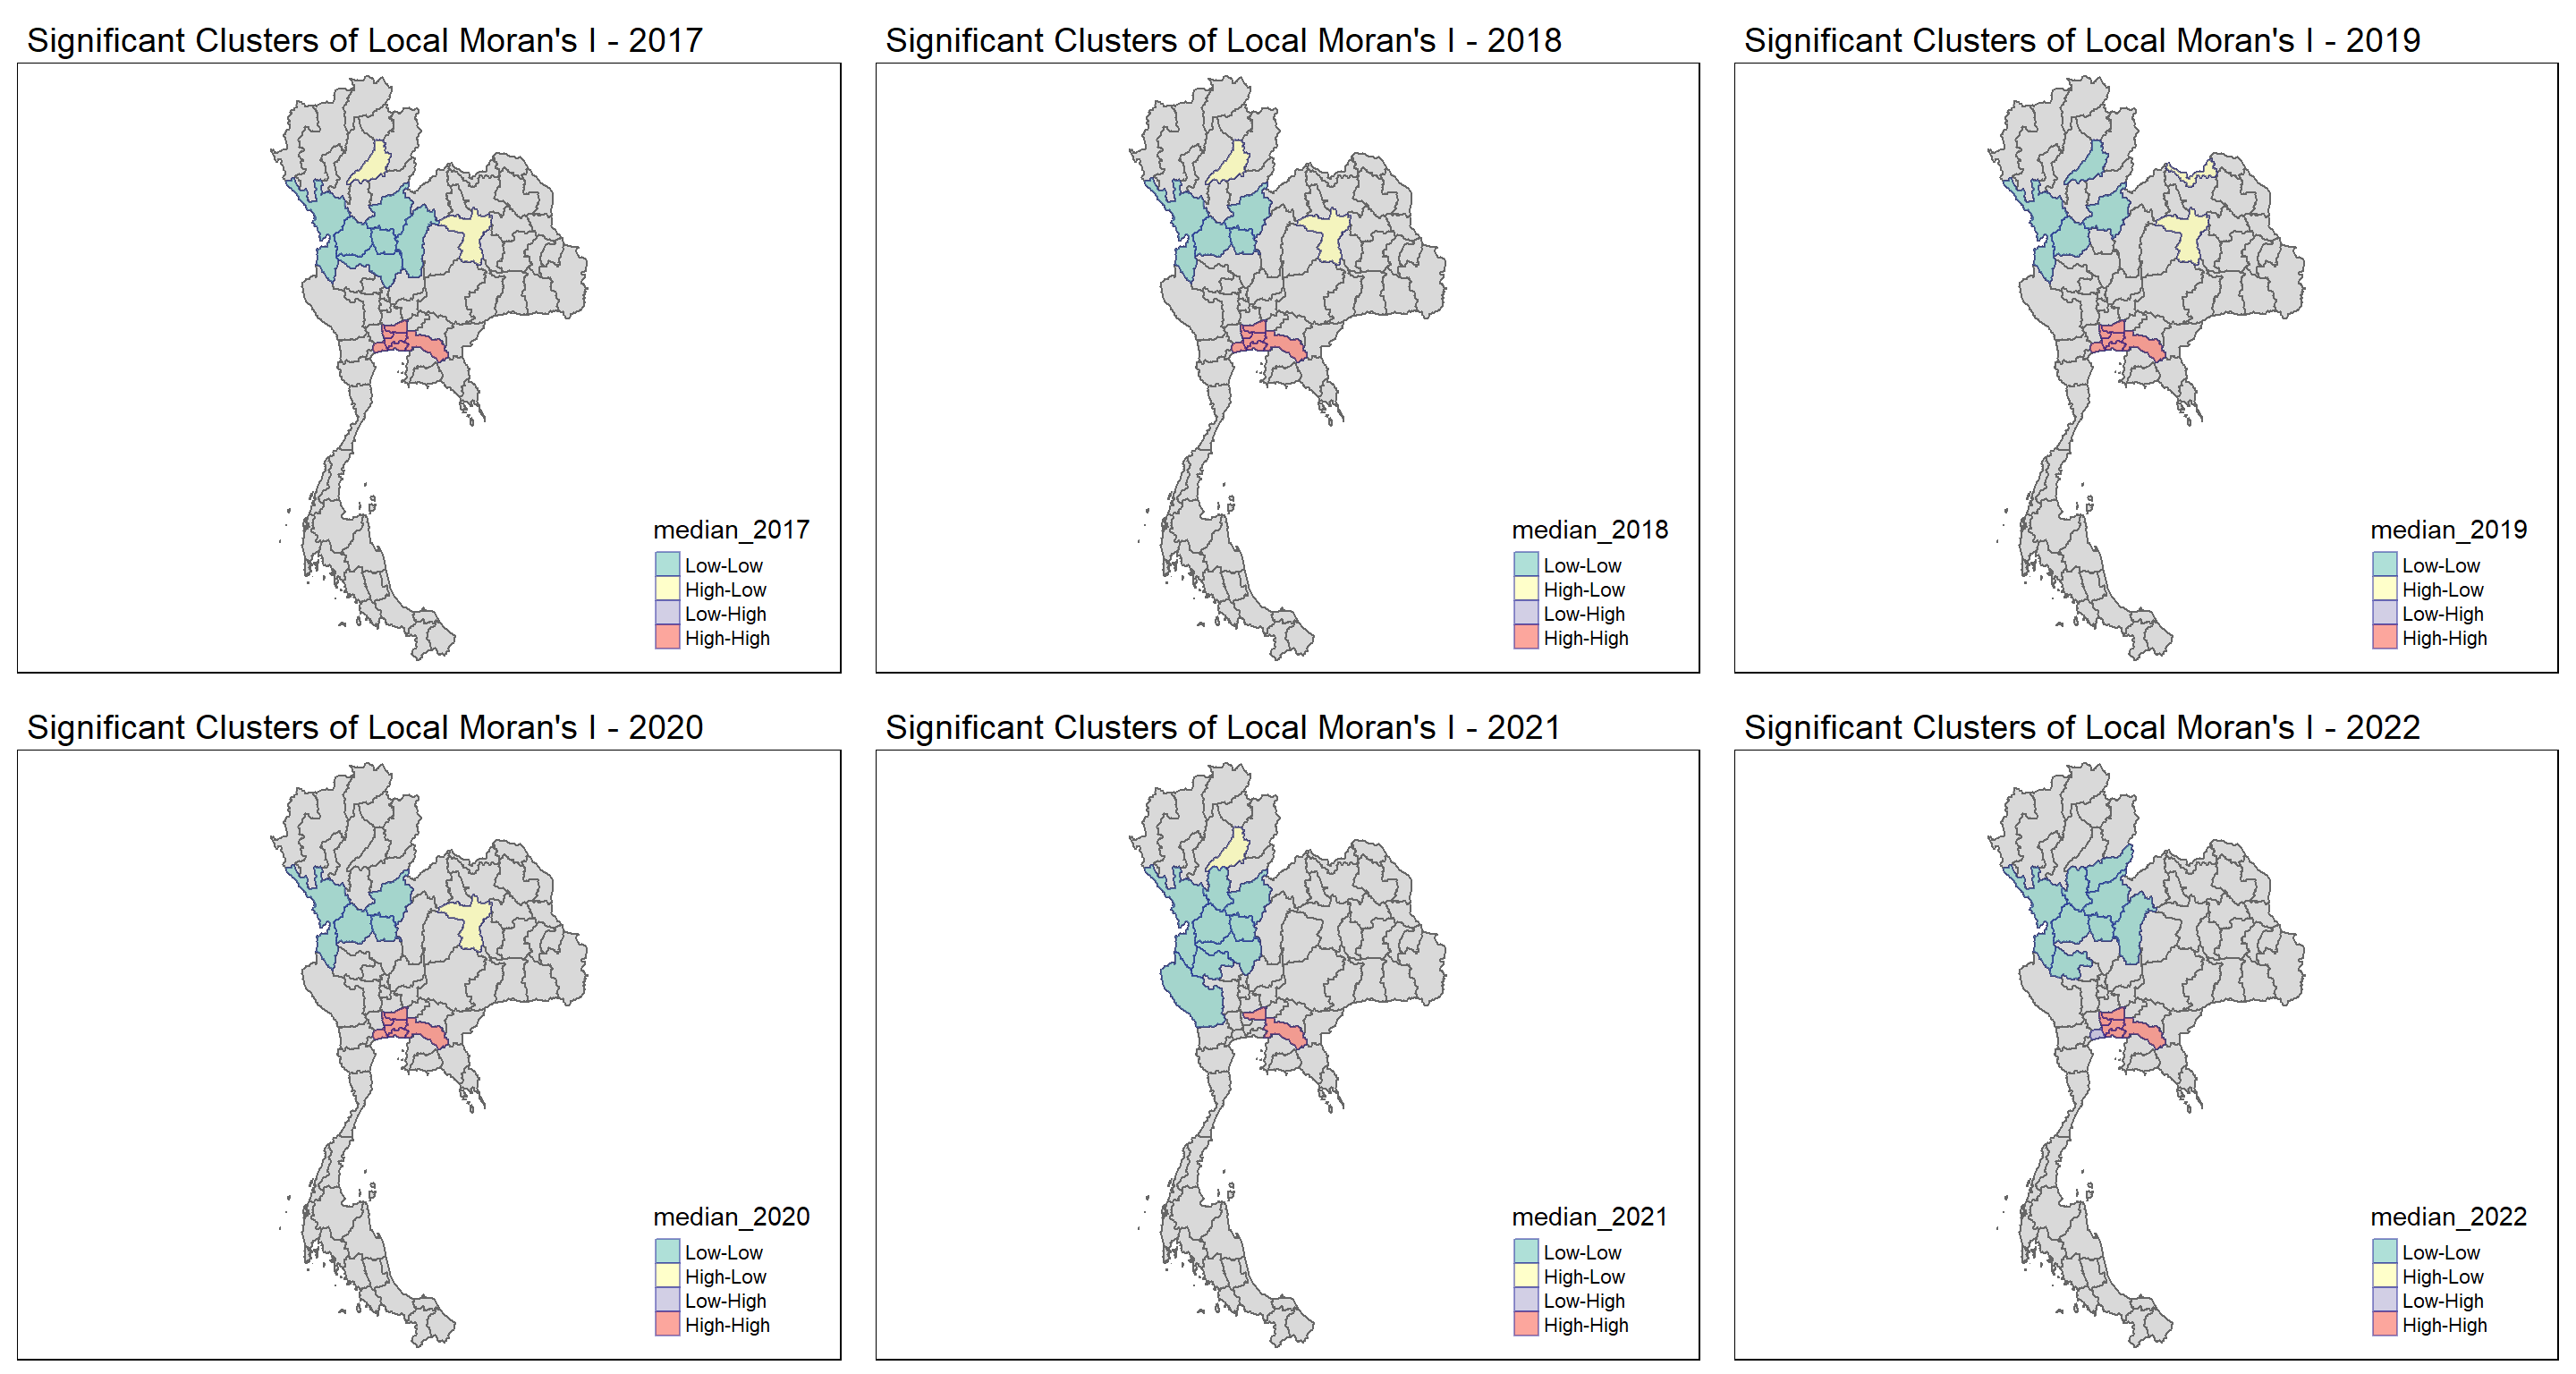 Significant Clusters of Local Moran's I - 2017
median_2017
Low-Low
High-Low
Low-High
High-High
Significant Clusters of Local Moran's I - 2018
median_2018
Low-Low
High-Low
Low-High
High-High
Significant Clusters of Local Moran's I - 2019
median_2019
Low-Low
High-Low
Low-High
High-High
Significant Clusters of Local Moran's I - 2020
median_2020
Low-Low
High-Low
Low-High
High-High
Significant Clusters of Local Moran's I - 2021
median_2021
Low-Low
High-Low
Low-High
High-High
Significant Clusters of Local Moran's I - 2022
median_2022
Low-Low
High-Low
Low-High
High-High